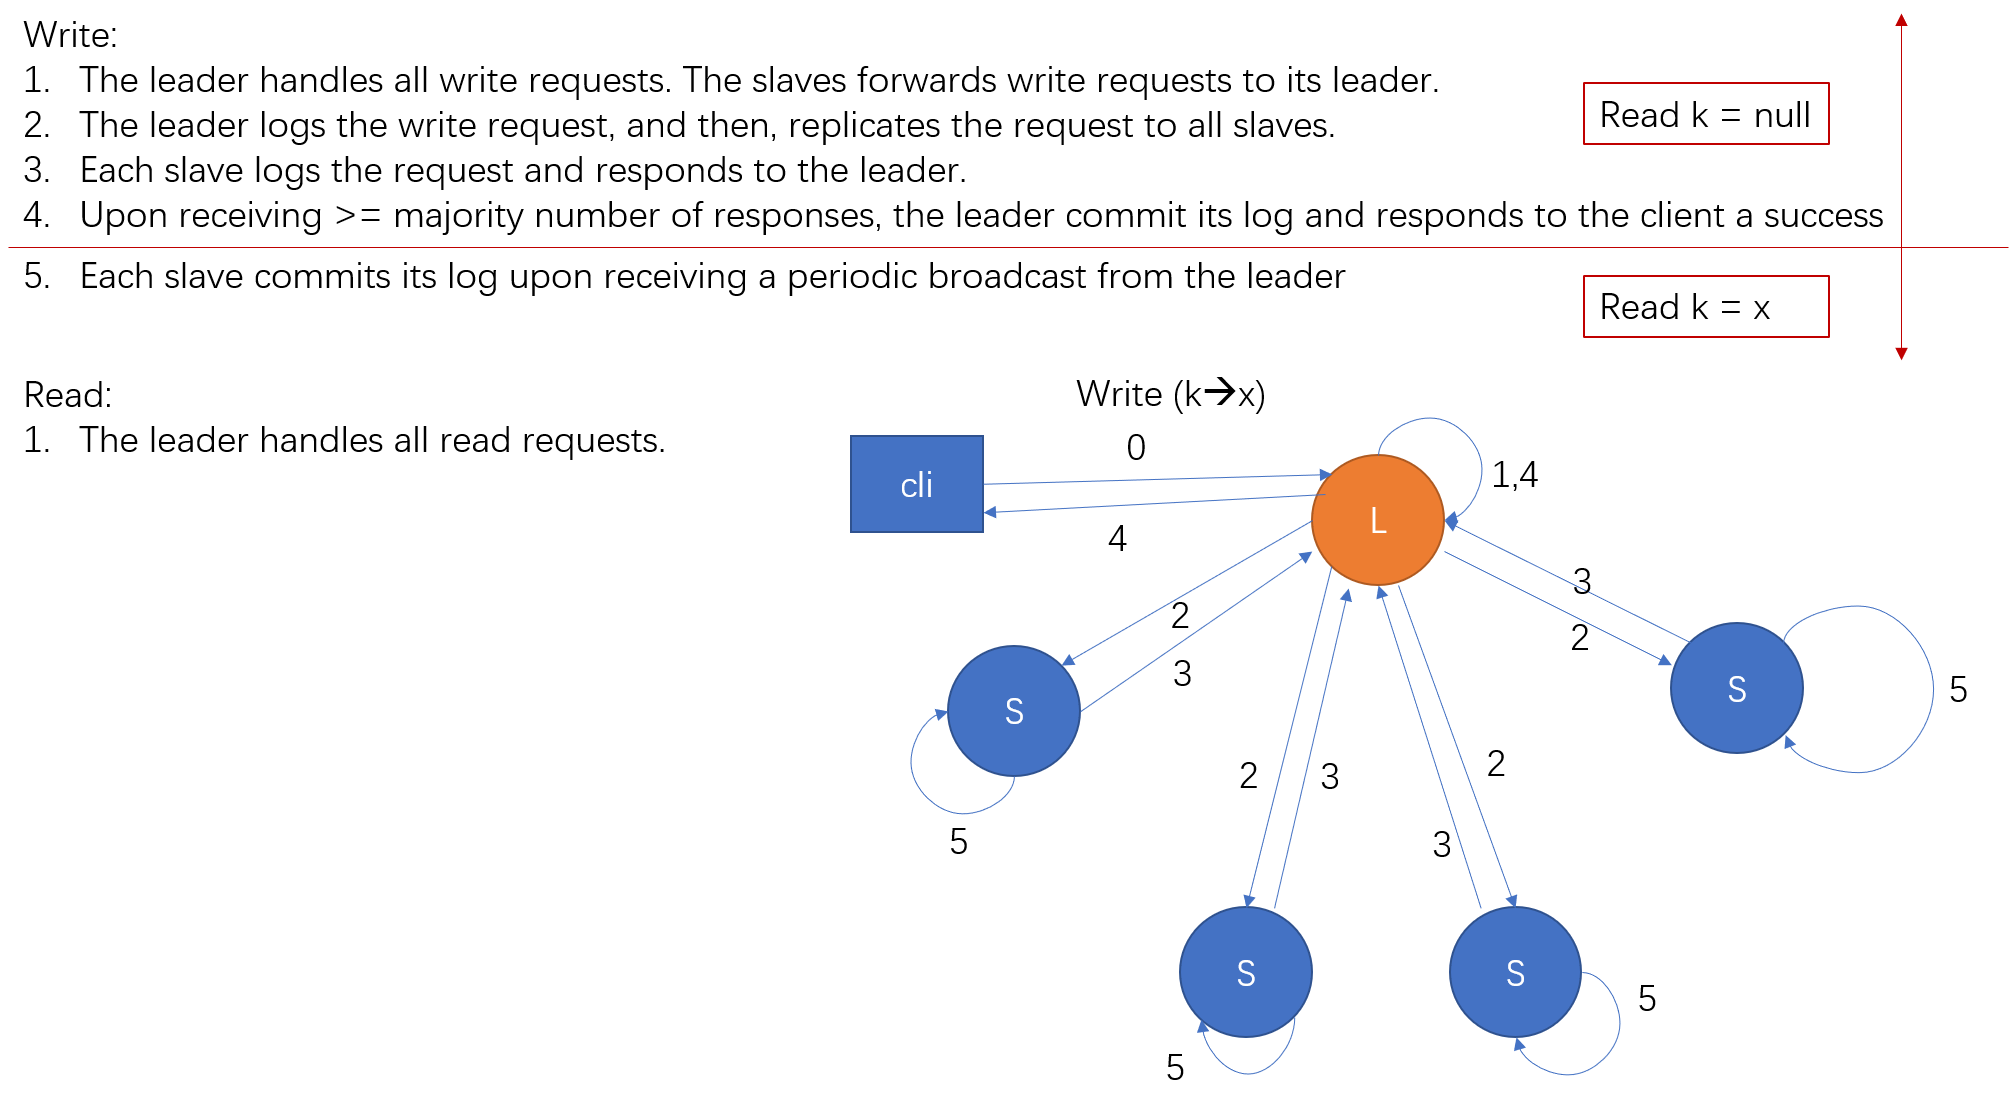 Write:
1. The leader handles all write requests. The slaves forwards write requests to its leader.
2. The leader logs the write request, and then, replicates the request to all slaves.
3. Each slave logs the request and responds to the leader.
4. Upon receiving >= majority number of responses, the leader commit its log and responds to the client a success
5. Each slave commits its log upon receiving a periodic broadcast from the leader
Read k = null
Read k = x
Read:
1. The leader handles all read requests.
Write (k→x)
0
cli
4
L
1,4
2
3
3
2
S
5
S
5
2
3
3
2
S
5
S
5